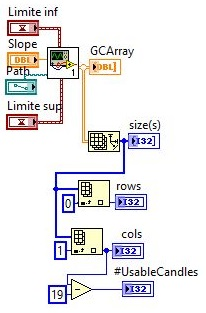 Limite inf
Slope
DBL
GCArray
DBL
Path
1
Limite sup
size(s)
I32
rows
0
I32
cols
1
I32
#UsableCandles
19
I32